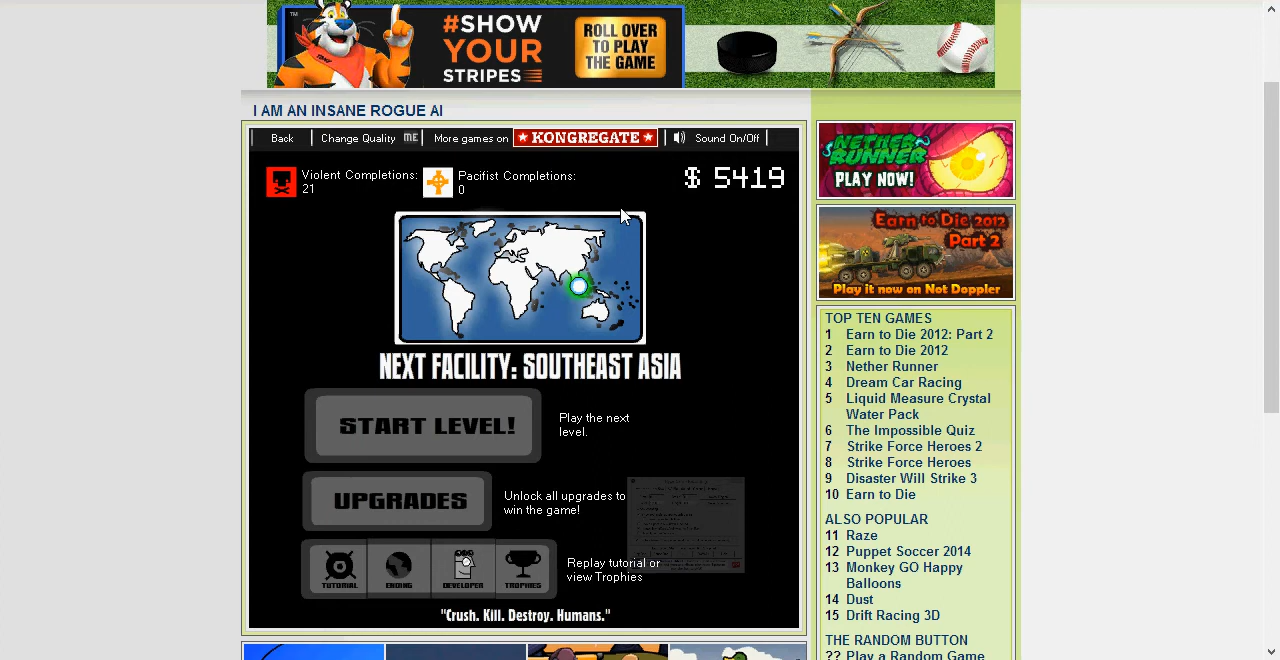 #SHOW
YOUR
STRIPES
ROLL OVER
TO PLAY
THE GAME
I AM AN INSANE ROGUE AI
Back
Change Quality
More games on
KONGREGATE
Sound On/Off
Violent Completions:
21
Pacifist Completions:
0
$ 5419
NEXT FACILITY: SOUTHEAST ASIA
START LEVEL!
Play the next
level.
UPGRADES
Unlock all upgrades to
win the game!
TUTORIAL
ENDING
DEVELOPER
TROPHIES
Replay tutorial or
view Trophies
"Crush. Kill. Destroy. Humans."
NETHER
RUNNER
PLAY NOW!
Earn to Die 2012
Part 2
Play it now on Not Doppler
TOP TEN GAMES
1 Earn to Die 2012: Part 2
2 Earn to Die 2012
3 Nether Runner
4 Dream Car Racing
5 Liquid Measure Crystal
Water Pack
6 The Impossible Quiz
7 Strike Force Heroes 2
8 Strike Force Heroes
9 Disaster Will Strike 3
10 Earn to Die
ALSO POPULAR
11 Raze
12 Puppet Soccer 2014
13 Monkey GO Happy
Balloons
14 Dust
15 Drift Racing 3D
THE RANDOM BUTTON
?? Play a Random Game